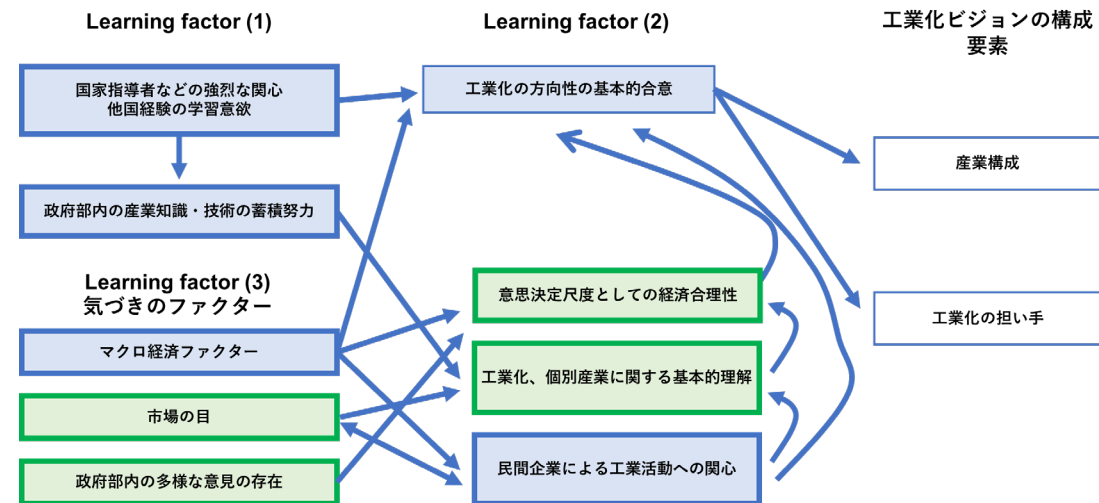 Learning factor (1)
国家指導者などの強烈な関心
他国経験の学習意欲
政府部内の産業知識・技術の蓄積努力
Learning factor (3)
気づきのファクター
マクロ経済ファクター
市場の目
政府部内の多様な意見の存在
Learning factor (2)
工業化の方向性の基本的合意
意思決定尺度としての経済合理性
工業化、個別産業に関する基本的理解
民間企業による工業活動への関心
工業化ビジョンの構成
要素
産業構成
工業化の担い手